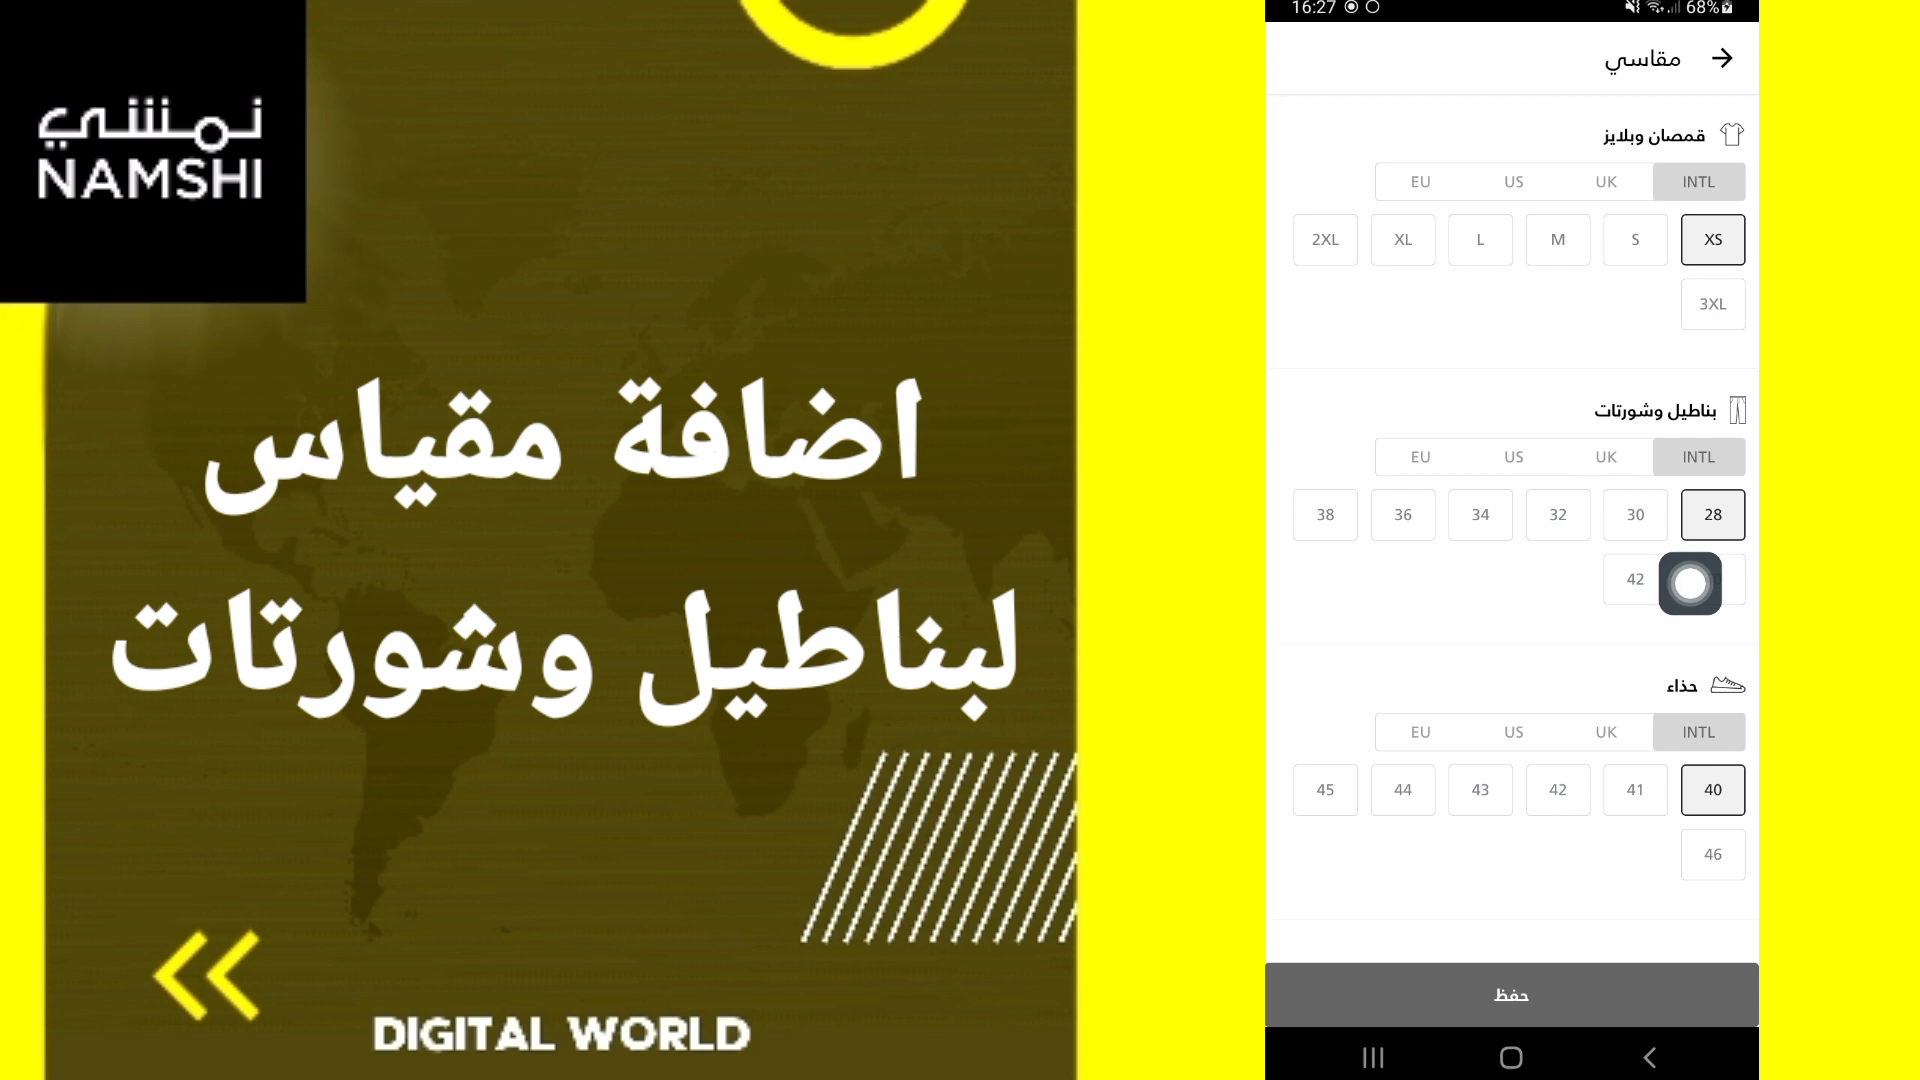 نمشي
NAMSHI
اضافة مقياس
لبناطيل وشورتات
DIGITAL WORLD
16:27 68%
مقاسي
قمصان وبلايز
INTL UK US EU
XS S M L XL 2XL
3XL
بناطيل وشورتات
INTL UK US EU
28 30 32 34 36 38
42
حذاء
INTL UK US EU
40 41 42 43 44 45
46
حفظ